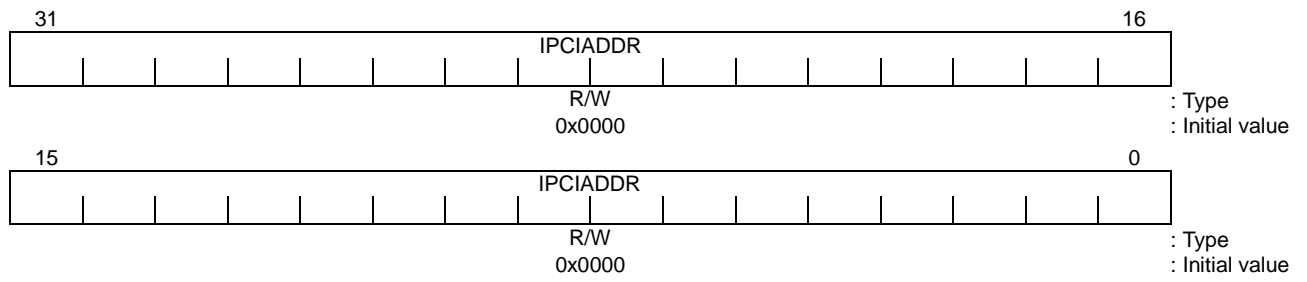 31 16
IPCIADDR
R/W : Type
0x0000 : Initial value
15 0
IPCIADDR
R/W : Type
0x0000 : Initial value